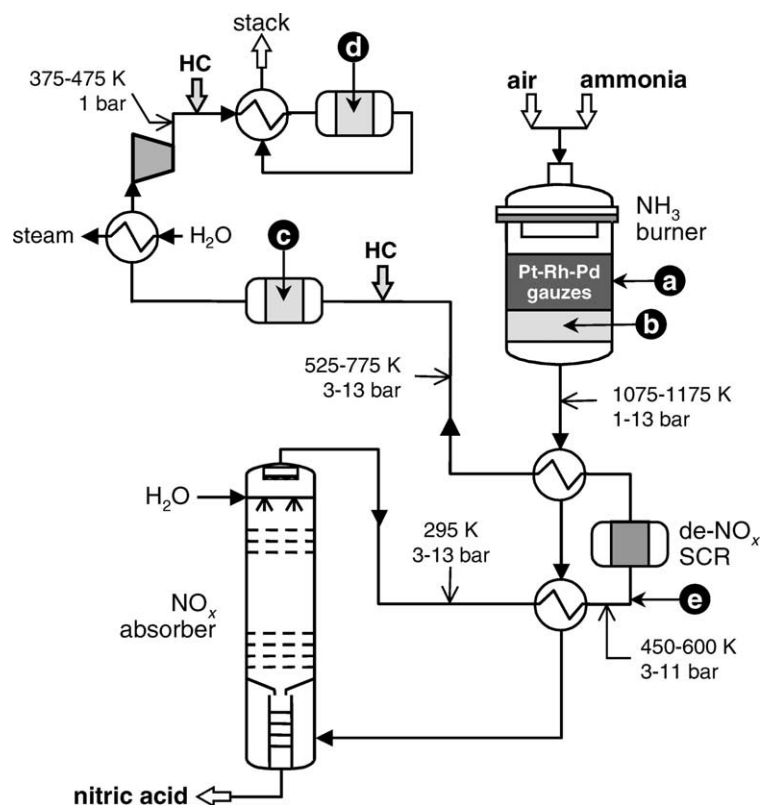 stack
d
HC
375-475 K
1 bar
air
ammonia
NH₃
burner
steam
H₂O
c
HC
Pt-Rh-Pd
gauzes
a
b
525-775 K
3-13 bar
1075-1175 K
1-13 bar
H₂O
295 K
3-13 bar
de-NOₓ
SCR
NOₓ
absorber
e
450-600 K
3-11 bar
nitric acid